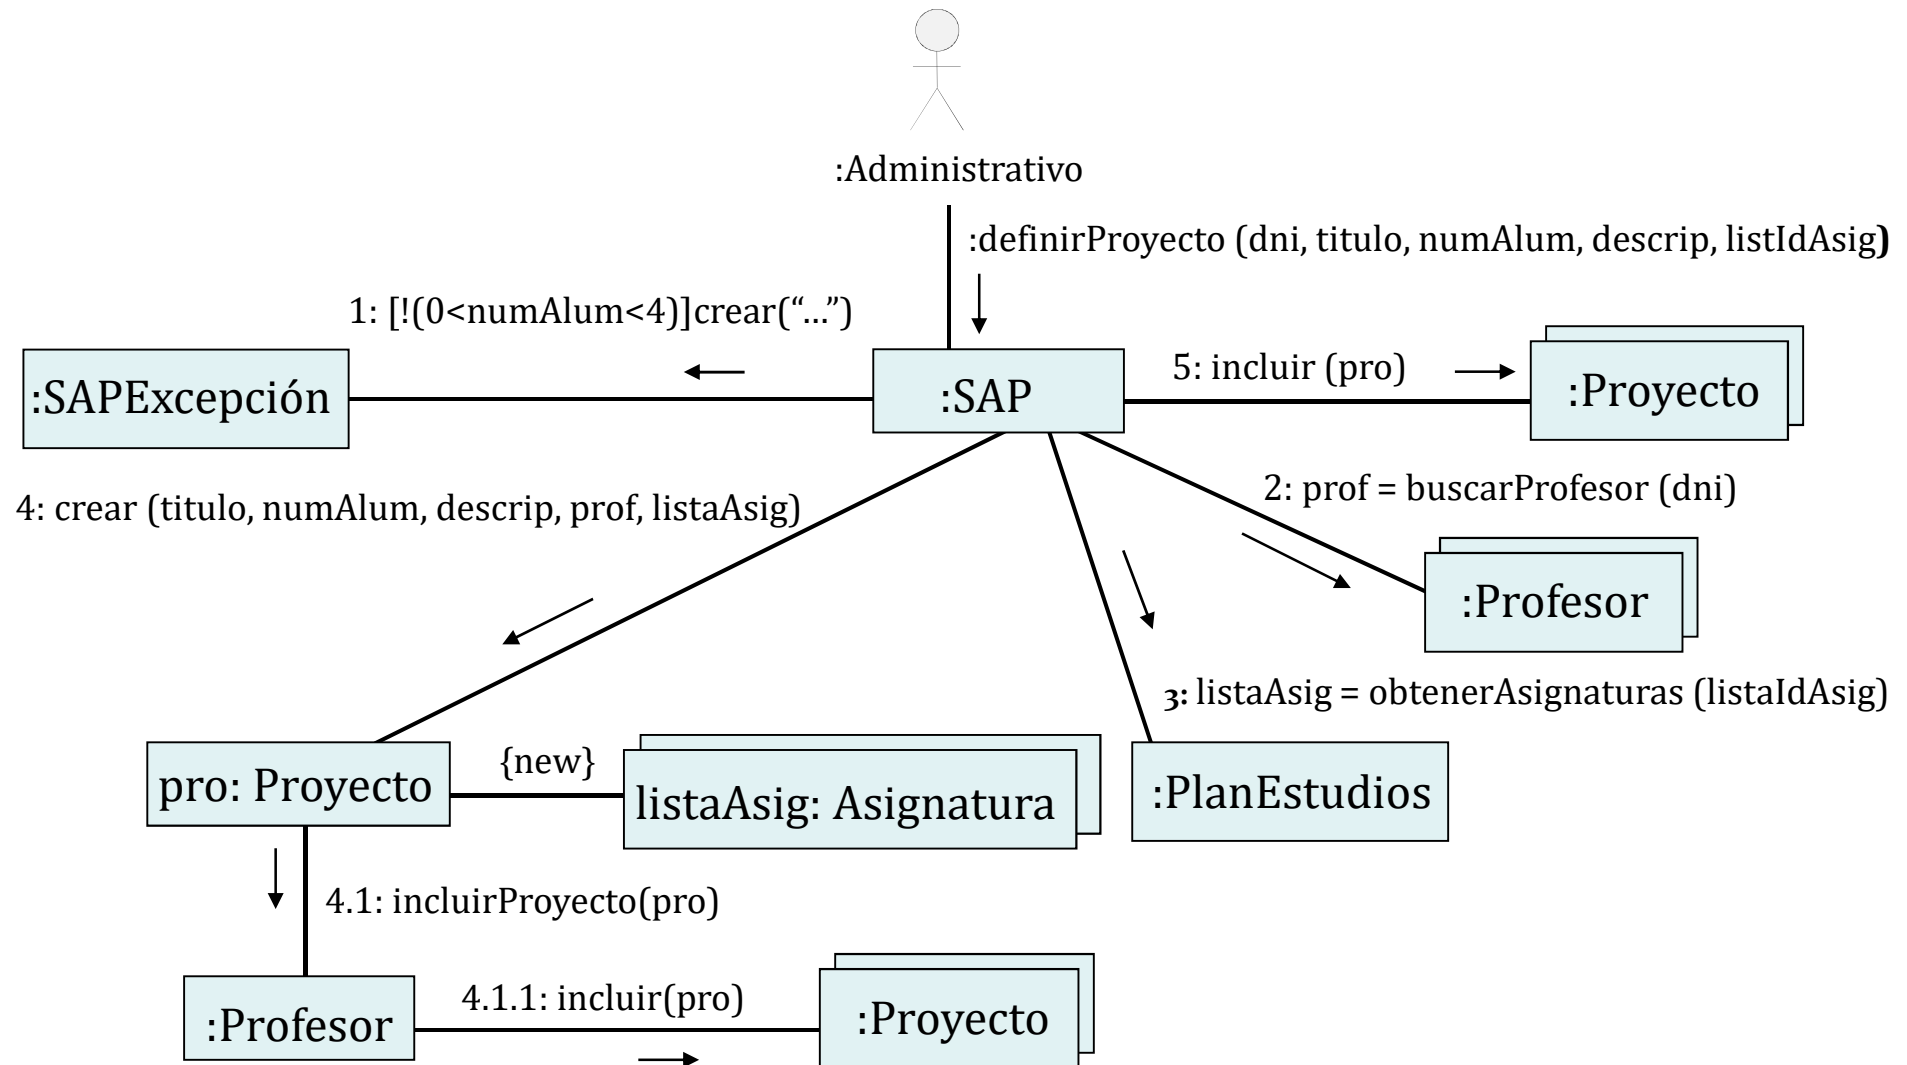 :Administrativo
:definirProyecto (dni, titulo, numAlum, descrip, listIdAsig)
1: [!(0<numAlum<4)]crear(“...”)
:SAPExcepción
:SAP
5: incluir (pro)
:Proyecto
4: crear (titulo, numAlum, descrip, prof, listaAsig)
2: prof = buscarProfesor (dni)
:Profesor
3: listaAsig = obtenerAsignaturas (listaIdAsig)
pro: Proyecto
{new}
listaAsig: Asignatura
:PlanEstudios
4.1: incluirProyecto(pro)
:Profesor
4.1.1: incluir(pro)
:Proyecto